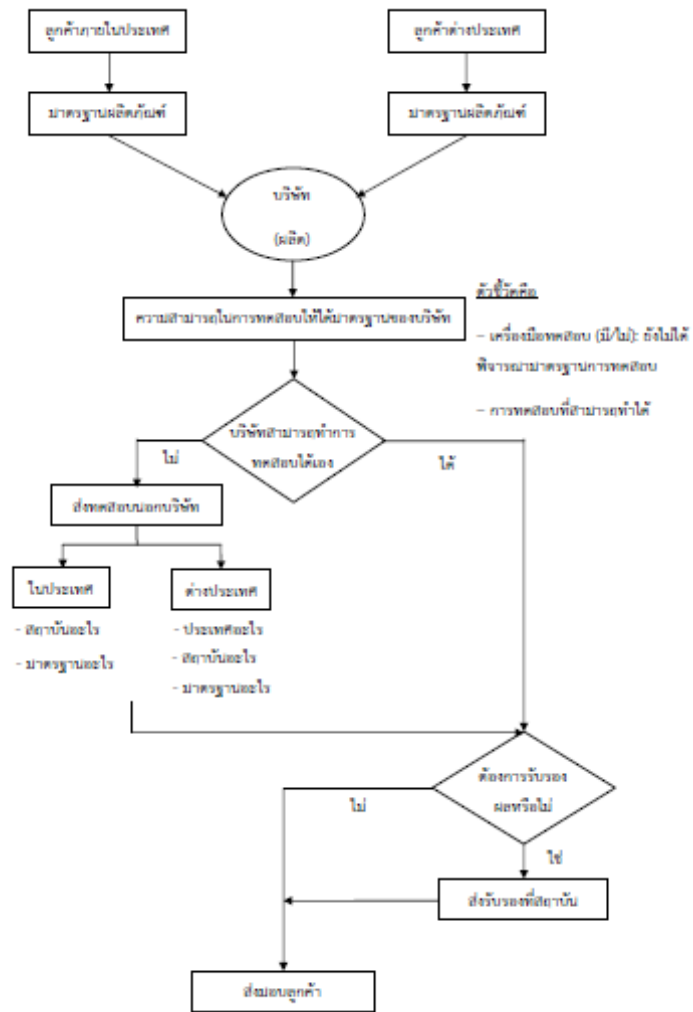 ลูกค้าภายในประเทศ
ลูกค้าต่างประเทศ
มาตรฐานผลิตภัณฑ์
มาตรฐานผลิตภัณฑ์
บริษัท
(ผลิต)
ความสามารถในการทดสอบให้ได้มาตรฐานของบริษัท
ตัวชี้วัดคือ
- เครื่องมือทดสอบ (มี/ไม่): ยังไม่ได้
พิจารณามาตรฐานการทดสอบ
- การทดสอบที่สามารถทำได้
บริษัทสามารถทำการ
ทดสอบได้เอง
ไม่
ได้
ส่งทดสอบนอกบริษัท
ในประเทศ
ต่างประเทศ
- สถาบันอะไร
- มาตรฐานอะไร
- ประเทศอะไร
- สถาบันอะไร
- มาตรฐานอะไร
ต้องการรับรอง
ผลหรือไม่
ไม่
ใช่
ส่งรับรองที่สถาบัน
ส่งมอบลูกค้า